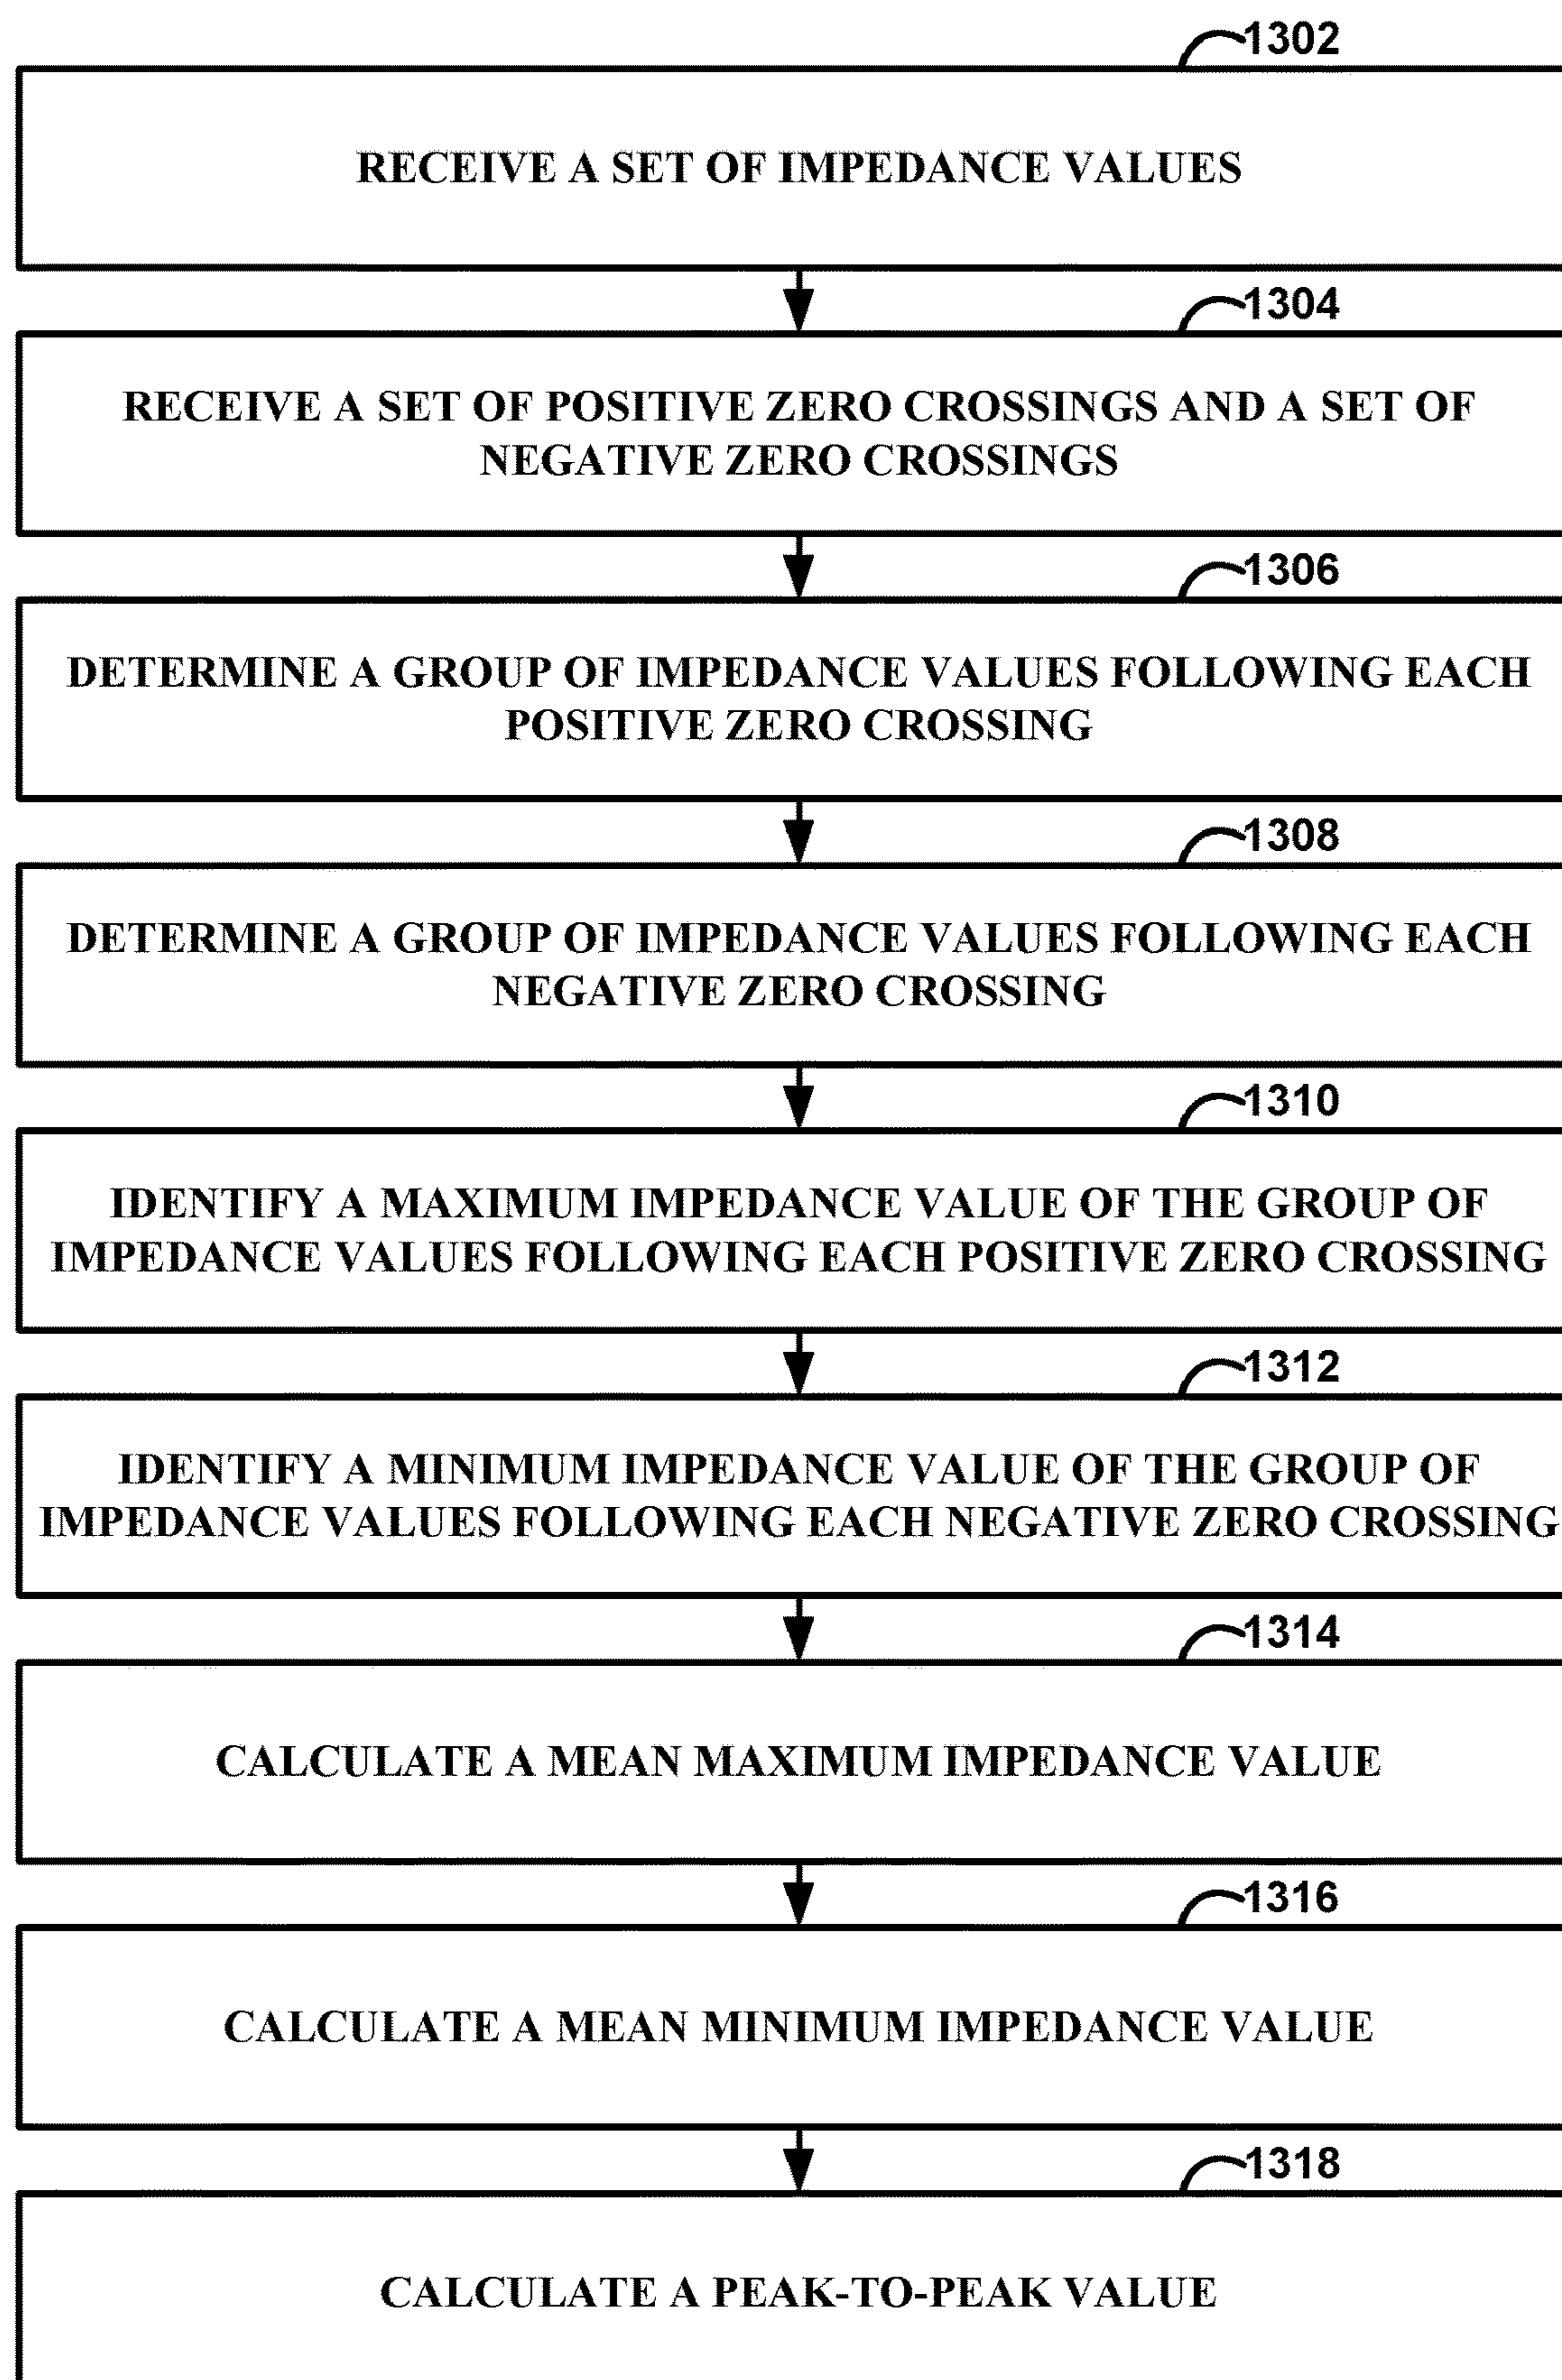 1302
RECEIVE A SET OF IMPEDANCE VALUES
1304
RECEIVE A SET OF POSITIVE ZERO CROSSINGS AND A SET OF
NEGATIVE ZERO CROSSINGS
1306
DETERMINE A GROUP OF IMPEDANCE VALUES FOLLOWING EACH
POSITIVE ZERO CROSSING
1308
DETERMINE A GROUP OF IMPEDANCE VALUES FOLLOWING EACH
NEGATIVE ZERO CROSSING
1310
IDENTIFY A MAXIMUM IMPEDANCE VALUE OF THE GROUP OF
IMPEDANCE VALUES FOLLOWING EACH POSITIVE ZERO CROSSING
1312
IDENTIFY A MINIMUM IMPEDANCE VALUE OF THE GROUP OF
IMPEDANCE VALUES FOLLOWING EACH NEGATIVE ZERO CROSSING
1314
CALCULATE A MEAN MAXIMUM IMPEDANCE VALUE
1316
CALCULATE A MEAN MINIMUM IMPEDANCE VALUE
1318
CALCULATE A PEAK-TO-PEAK VALUE